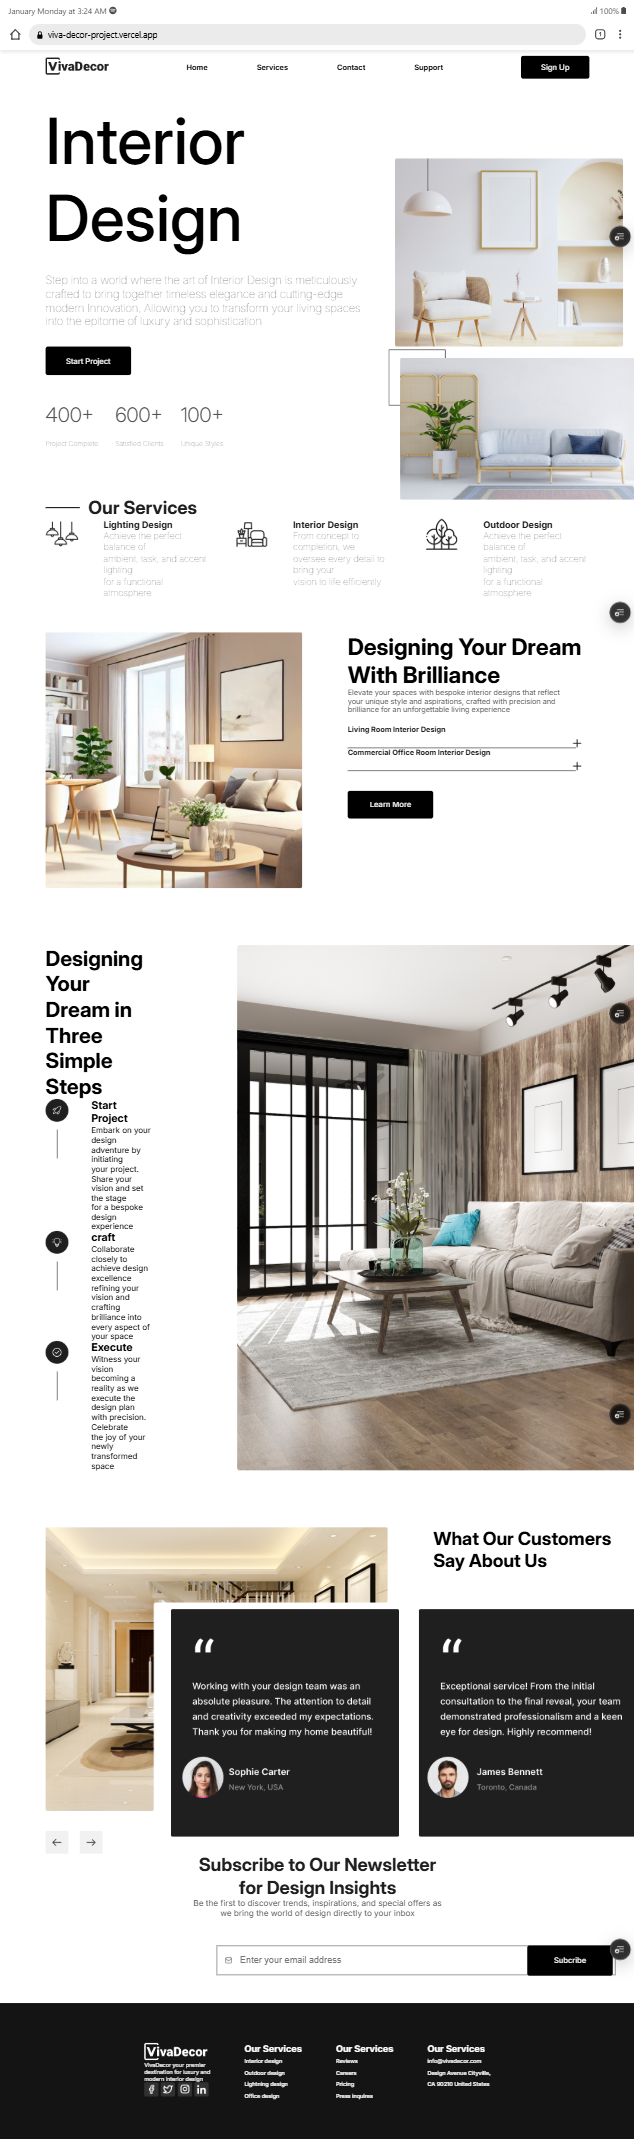 January Monday at 3:24 AM
100%
viva-decor-project.vercel.app
1
VivaDecor
Home
Services
Contact
Support
Sign Up
Interior
Design
Step into a world where the art of Interior Design is meticulously
crafted to bring together timeless elegance and cutting-edge
modern Innovation, Allowing you to transform your living spaces
into the epitome of luxury and sophistication
Start Project
400+
600+
100+
Project Complete
Satisfied Clients
Unique Styles
Our Services
Lighting Design
Achieve the perfect
balance of
ambient, task, and accent
lighting
for a functional
atmosphere
Interior Design
From concept to
completion, we
oversee every detail to
bring your
vision to life efficiently
Outdoor Design
Achieve the perfect
balance of
ambient, task, and accent
lighting
for a functional
atmosphere
Designing Your Dream
With Brilliance
Elevate your spaces with bespoke interior designs that reflect
your unique style and aspirations, crafted with precision and
brilliance for an unforgettable living experience
Living Room Interior Design
Commercial Office Room Interior Design
Learn More
Designing
Your
Dream in
Three
Simple
Steps
Start
Project
Embark on your
design
adventure by
initiating
your project.
Share your
vision and set
the stage
for a bespoke
design
experience
craft
Collaborate
closely to
achieve design
excellence
refining your
vision and
crafting
brilliance into
every aspect of
your space
Execute
Witness your
vision
becoming a
reality as we
execute the
design plan
with precision.
Celebrate
the joy of your
newly
transformed
space
What Our Customers
Say About Us
“
Working with your design team was an
absolute pleasure. The attention to detail
and creativity exceeded my expectations.
Thank you for making my home beautiful!
Sophie Carter
New York, USA
“
Exceptional service! From the initial
consultation to the final reveal, your team
demonstrated professionalism and a keen
eye for design. Highly recommend!
James Bennett
Toronto, Canada
Subscribe to Our Newsletter
for Design Insights
Be the first to discover trends, inspirations, and special offers as
we bring the world of design directly to your inbox
Enter your email address
Subcribe
VivaDecor
VivaDecor your premier
destination for luxury and
modern interior design
Our Services
Interior design
Outdoor design
Lightning design
Office design
Our Services
Reviews
Careers
Pricing
Press inquires
Our Services
info@vivadecor.com
Design Avenue Cityville,
CA 90210 United States